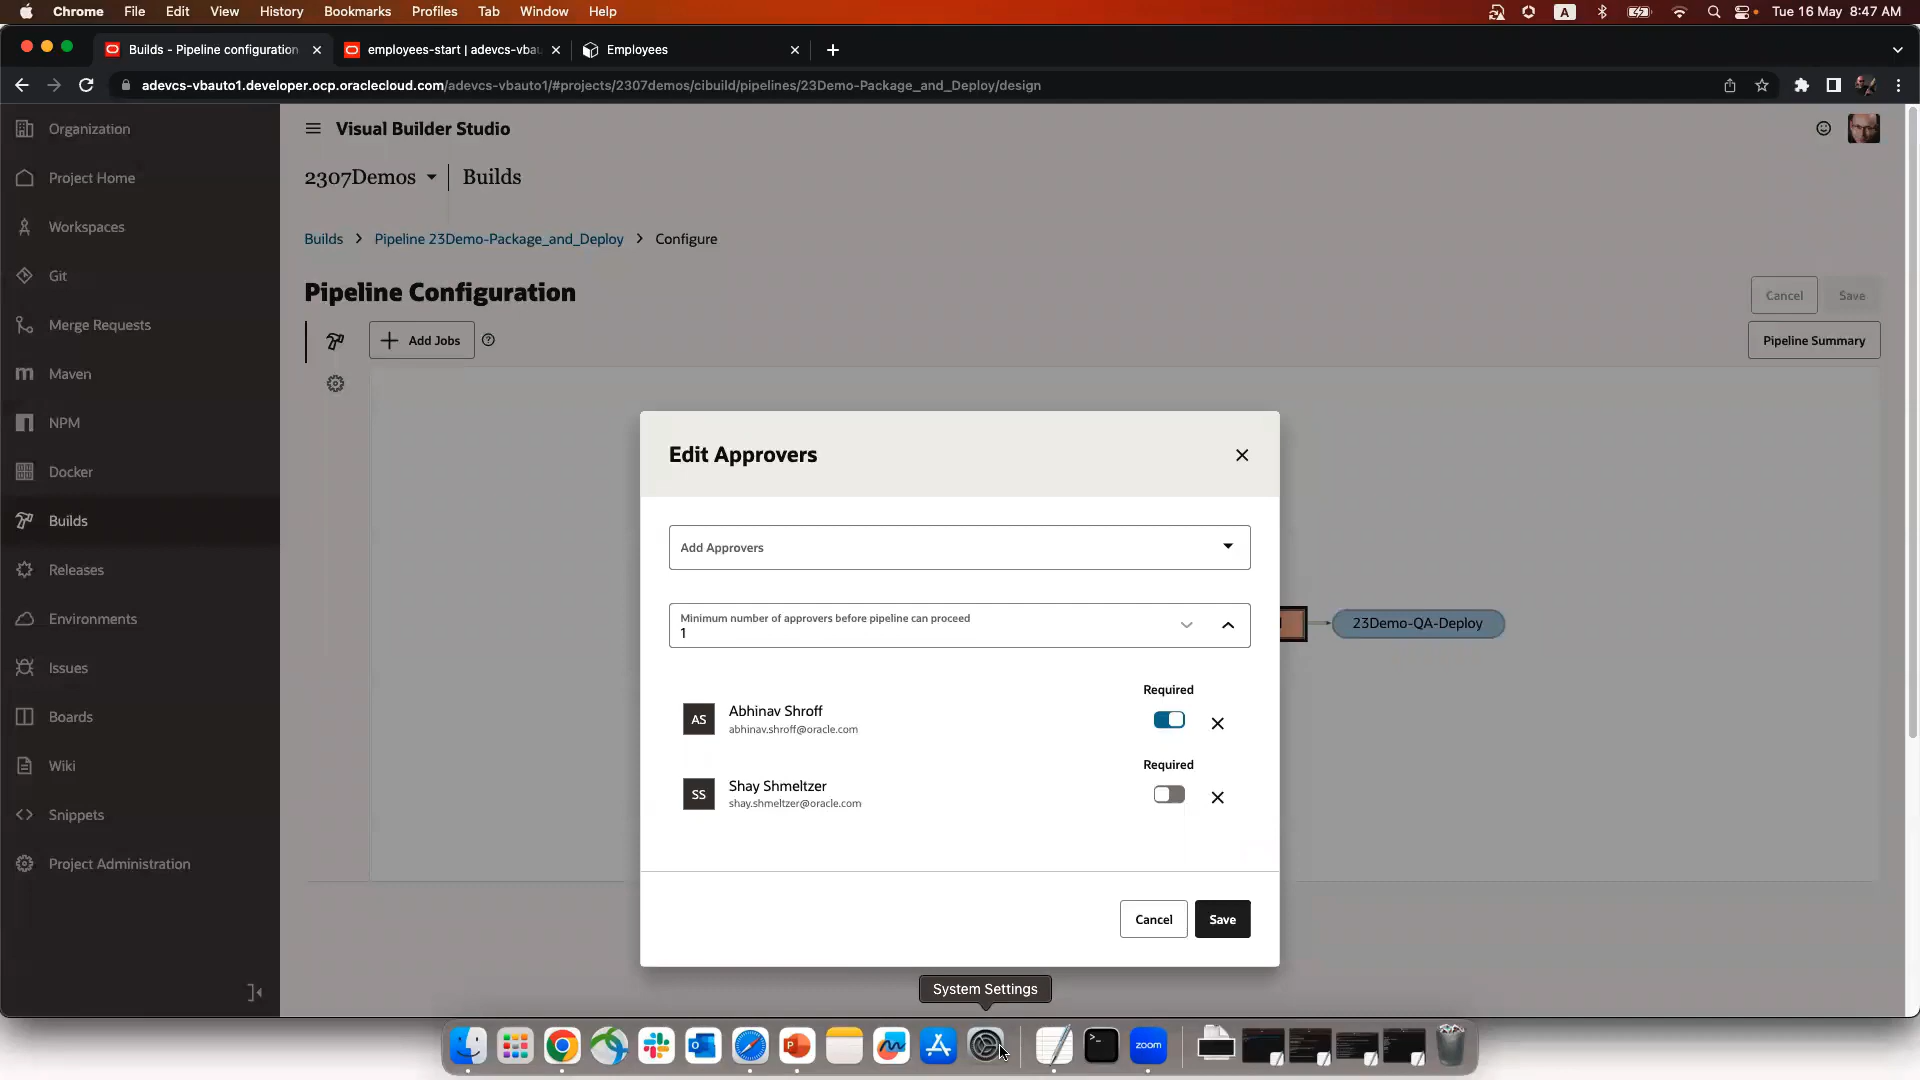 Chrome File Edit View History Bookmarks Profiles Tab Window Help A Tue 16 May 8:47 AM
Builds - Pipeline configuration employees-start | adevcs-vbau Employees
adevcs-vbauto1.developer.ocp.oraclecloud.com/adevcs-vbauto1/#projects/2307demos/cibuild/pipelines/23Demo-Package_and_Deploy/design
Organization
Project Home
Workspaces
Git
Merge Requests
Maven
NPM
Docker
Builds
Releases
Environments
Issues
Boards
Wiki
Snippets
Project Administration
Visual Builder Studio
2307Demos Builds
Builds > Pipeline 23Demo-Package_and_Deploy > Configure
Pipeline Configuration
Cancel Save
Add Jobs
Pipeline Summary
23Demo-QA-Deploy
Edit Approvers
Add Approvers
Minimum number of approvers before pipeline can proceed
1
Required
AS Abhinav Shroff
abhinav.shroff@oracle.com
Required
SS Shay Shmeltzer
shay.shmeltzer@oracle.com
Cancel Save
System Settings
zoom